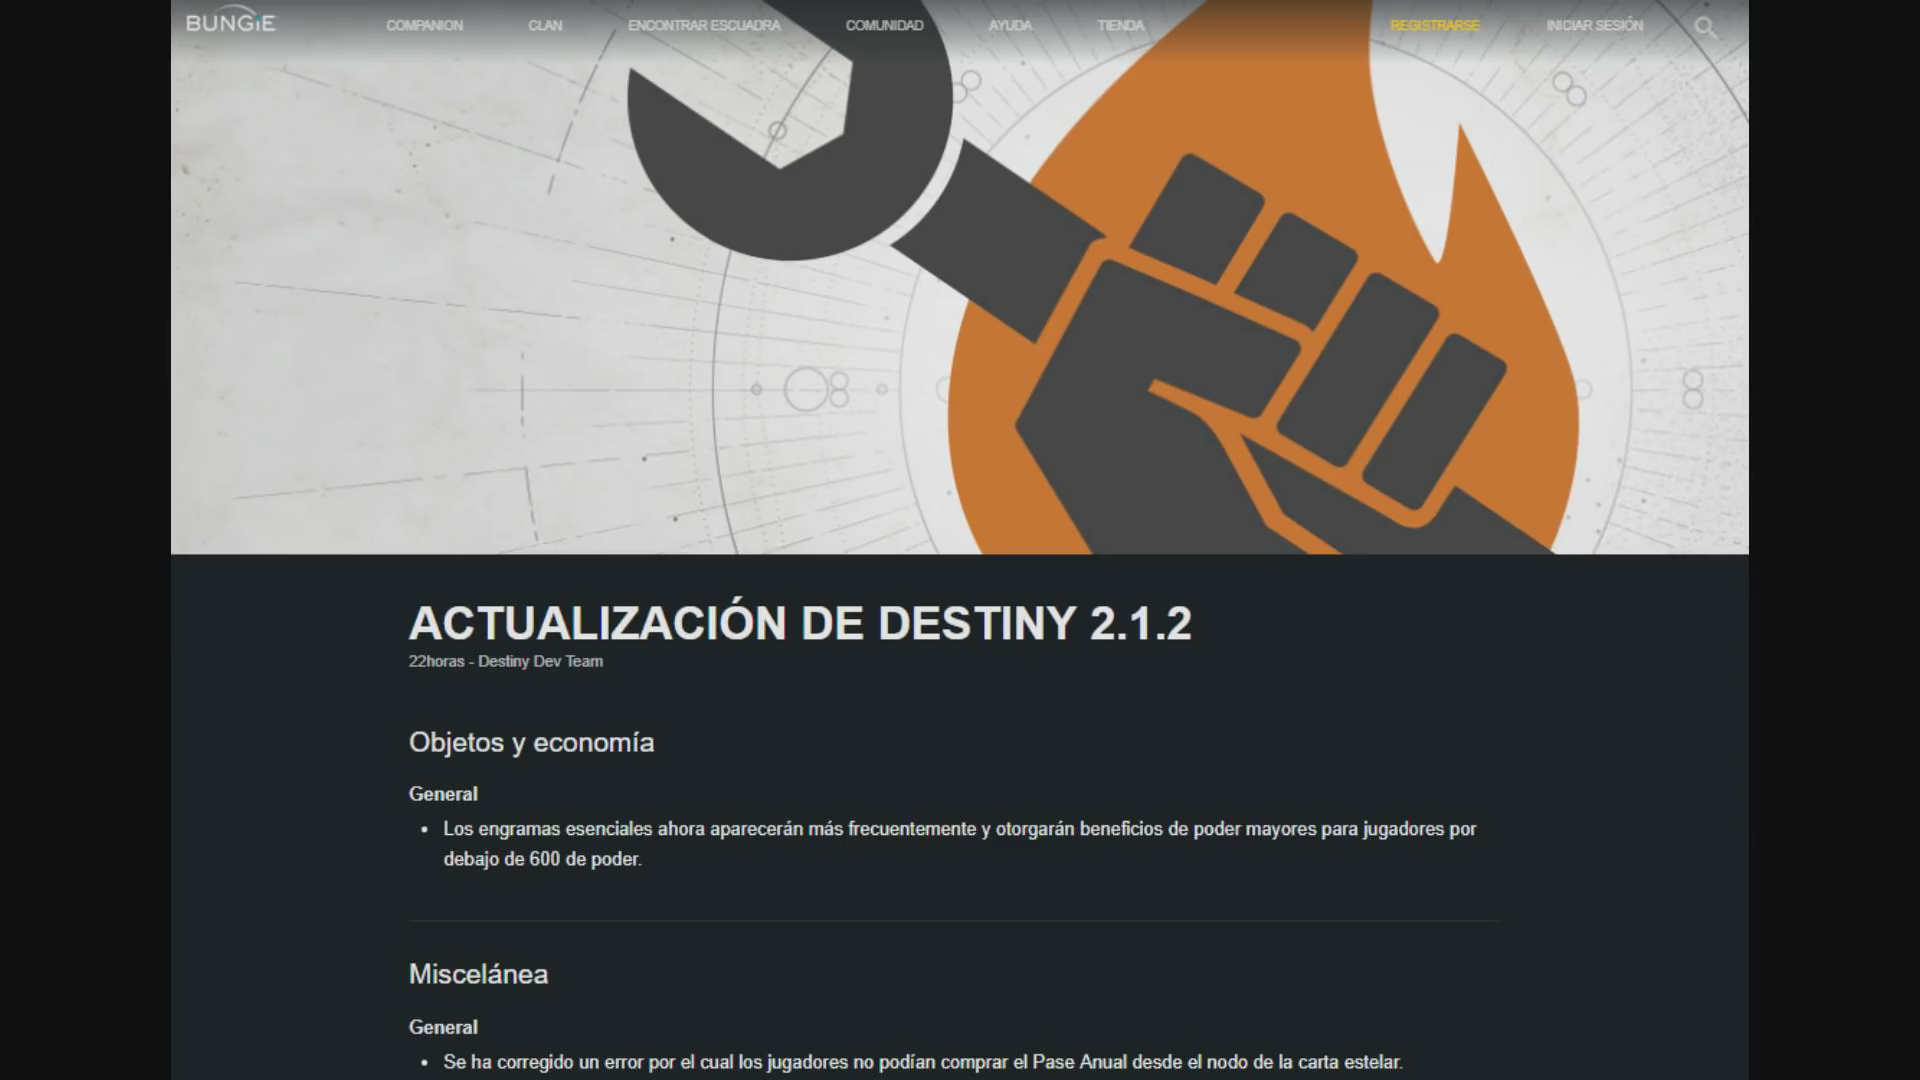 BUNGiE COMPANION CLAN ENCONTRAR ESCUADRA COMUNIDAD AYUDA TIENDA REGISTRARSE INICIAR SESIÓN
ACTUALIZACIÓN DE DESTINY 2.1.2
22horas - Destiny Dev Team
Objetos y economía
General
• Los engramas esenciales ahora aparecerán más frecuentemente y otorgarán beneficios de poder mayores para jugadores por
debajo de 600 de poder.
Miscelánea
General
• Se ha corregido un error por el cual los jugadores no podían comprar el Pase Anual desde el nodo de la carta estelar.